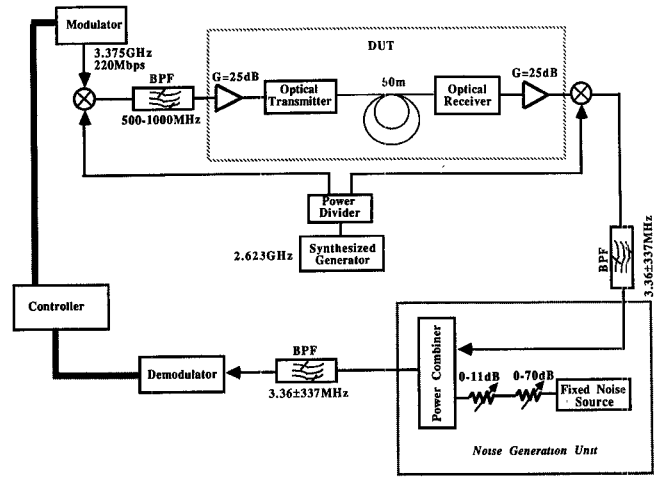 Modulator
3.375GHz
220Mbps
BPF
500-1000MHz
DUT
G=25dB
Optical
Transmitter
50m
Optical
Receiver
G=25dB
Power
Divider
2.623GHz
Synthesized
Generator
BPF
3.36±337MHz
Controller
Demodulator
BPF
3.36±337MHz
Power Combiner
0-11dB
0-70dB
Fixed Noise
Source
Noise Generation Unit